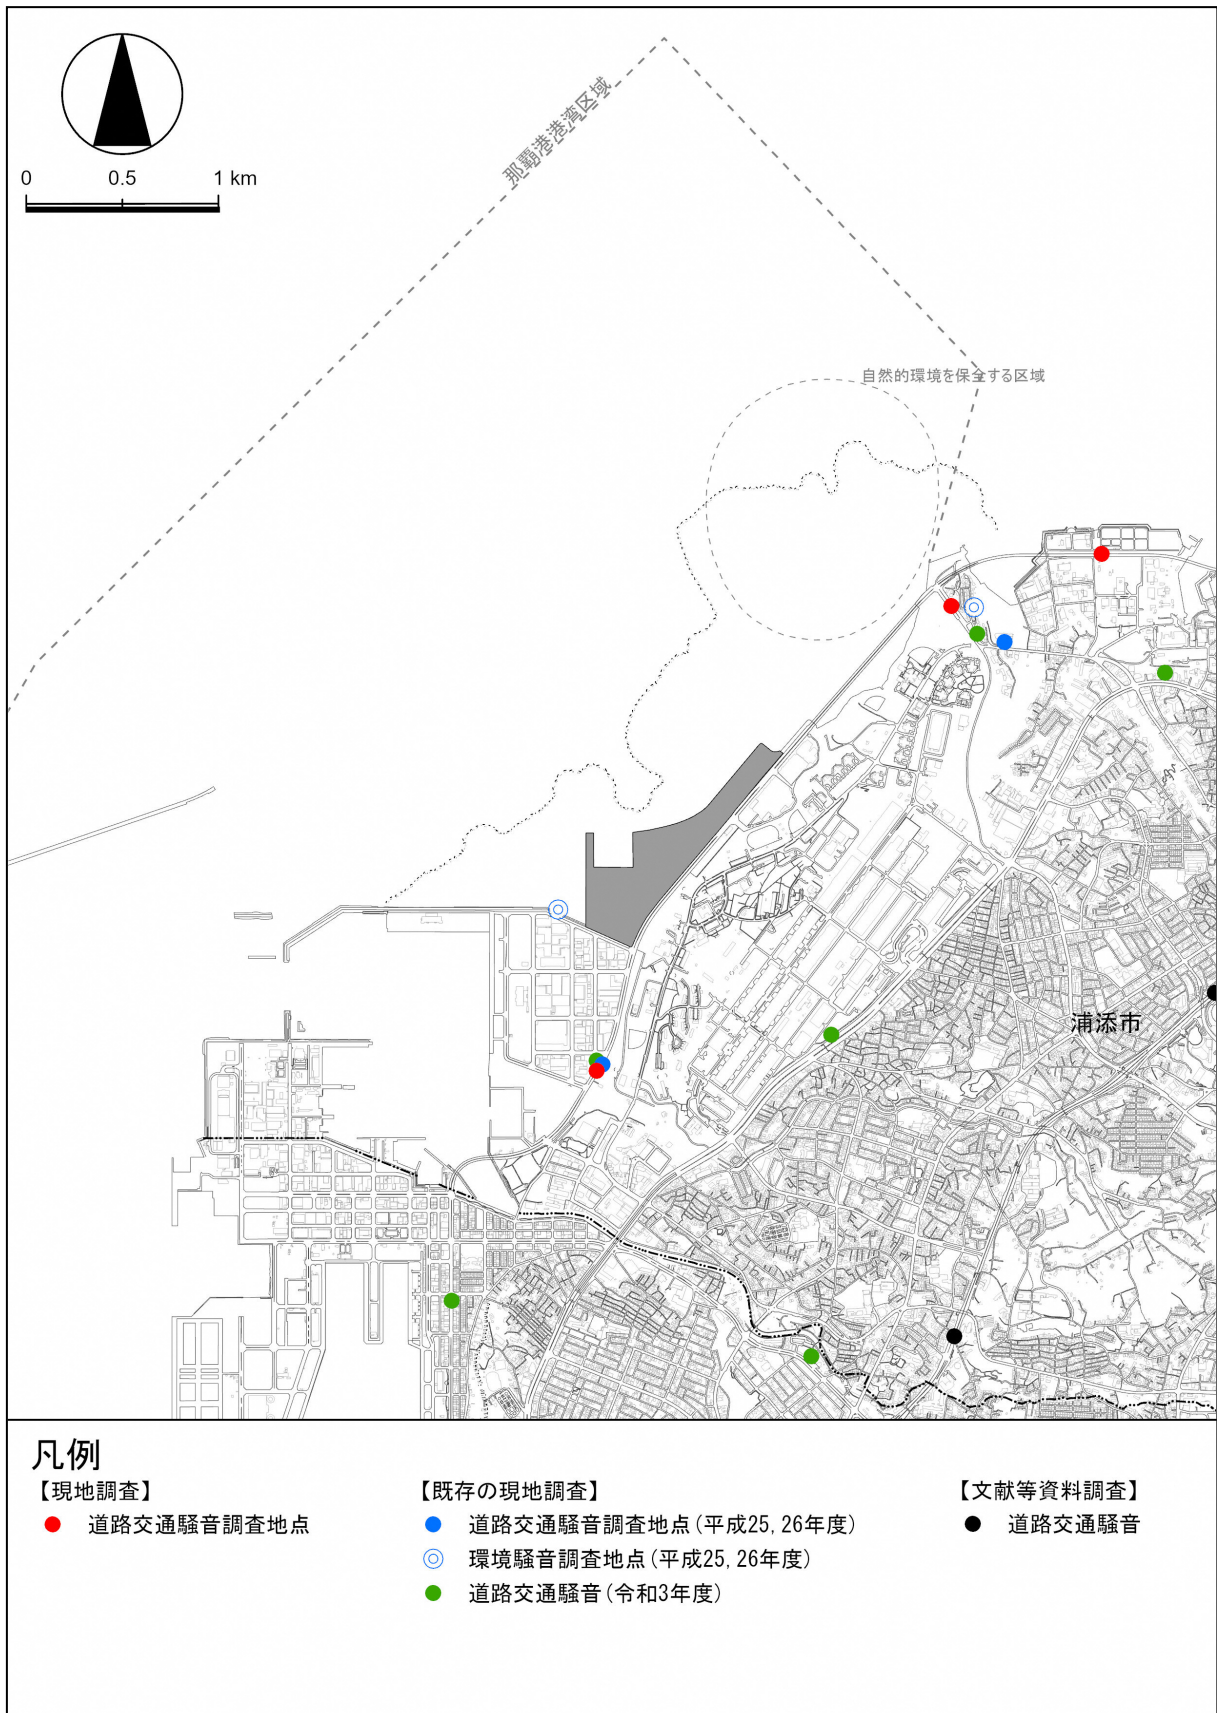 0 0.5 1 km
那覇港港湾区域
自然的環境を保全する区域
浦添市
凡例
【現地調査】
道路交通騒音調査地点
【既存の現地調査】
道路交通騒音調査地点(平成25,26年度)
環境騒音調査地点(平成25,26年度)
道路交通騒音(令和3年度)
【文献等資料調査】
道路交通騒音